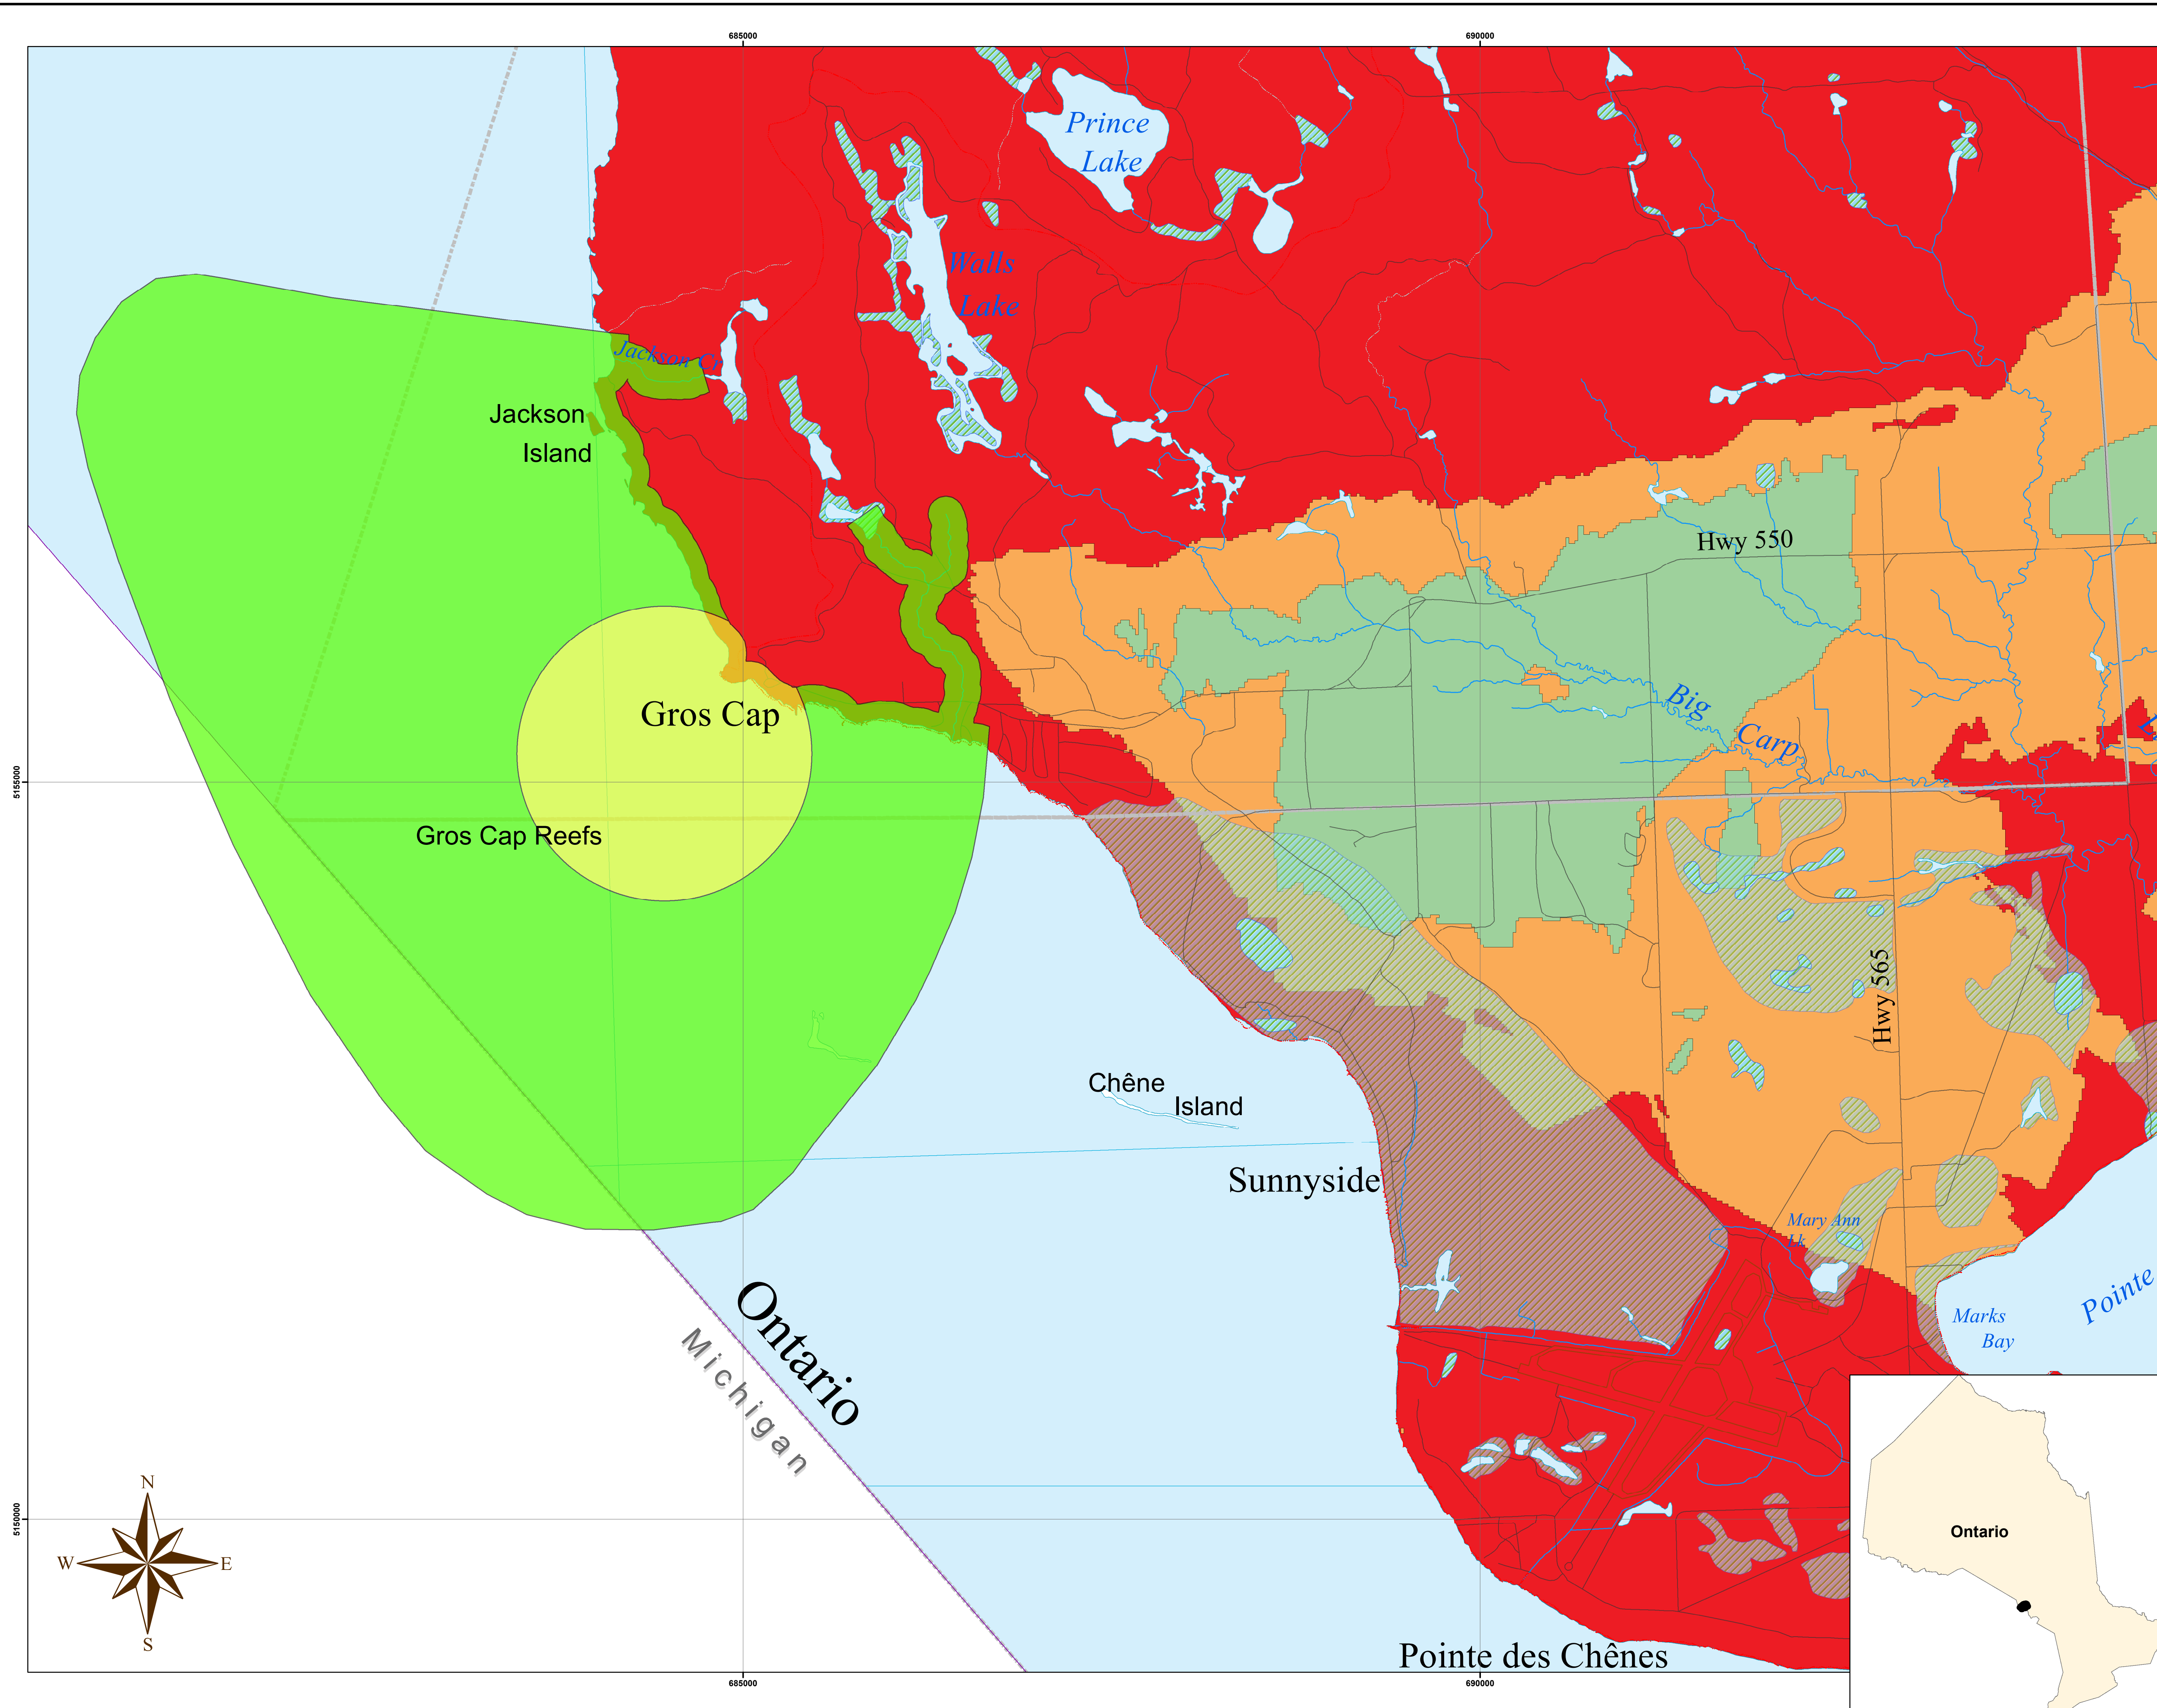 685000
690000
Prince
Lake
Walls
Lake
Jackson Cr
Jackson
Island
Hwy 550
Big
Carp
Gros Cap
5155000
Gros Cap Reefs
Hwy 565
Chêne
Island
Sunnyside
Mary Ann
Lk
Pointe
Marks
Bay
Ontario
Michigan
N
W
E
S
5150000
Ontario
Pointe des Chênes
685000
690000